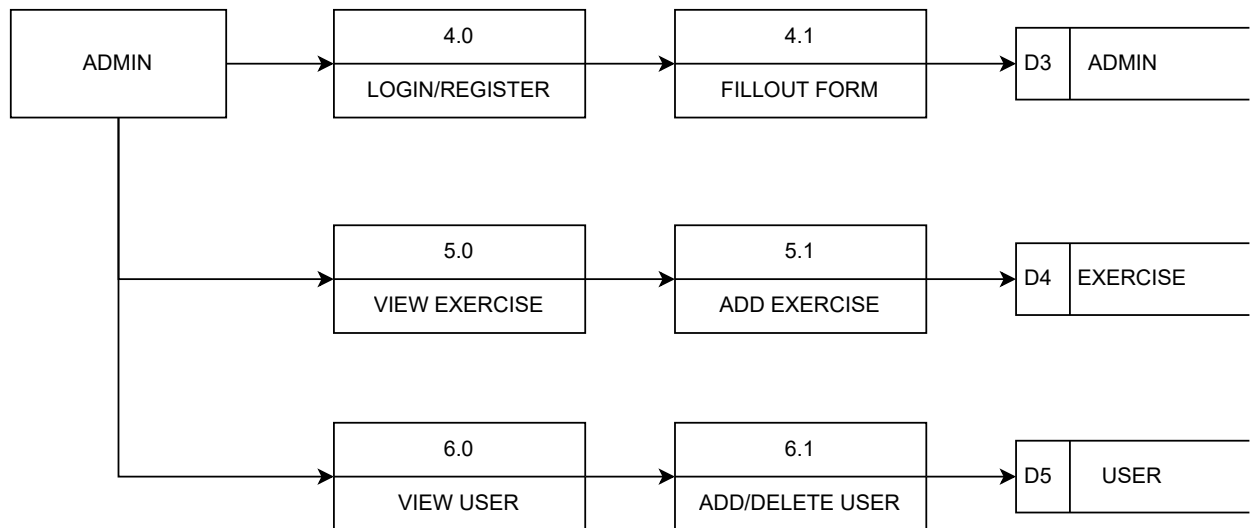 ADMIN
4.0
LOGIN/REGISTER
4.1
FILLOUT FORM
D3
ADMIN
5.0
VIEW EXERCISE
5.1
ADD EXERCISE
D4
EXERCISE
6.0
VIEW USER
6.1
ADD/DELETE USER
D5
USER